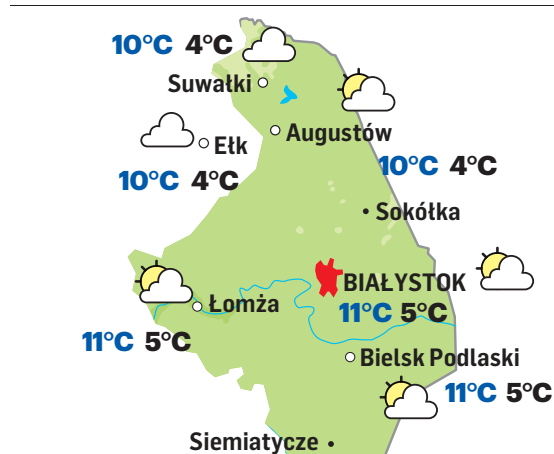 10°C 4°C
Suwałki
Augustów
Ełk
10°C 4°C
10°C 4°C
Sokółka
BIAŁYSTOK
11°C 5°C
Łomża
11°C 5°C
Bielsk Podlaski
11°C 5°C
Siemiatycze